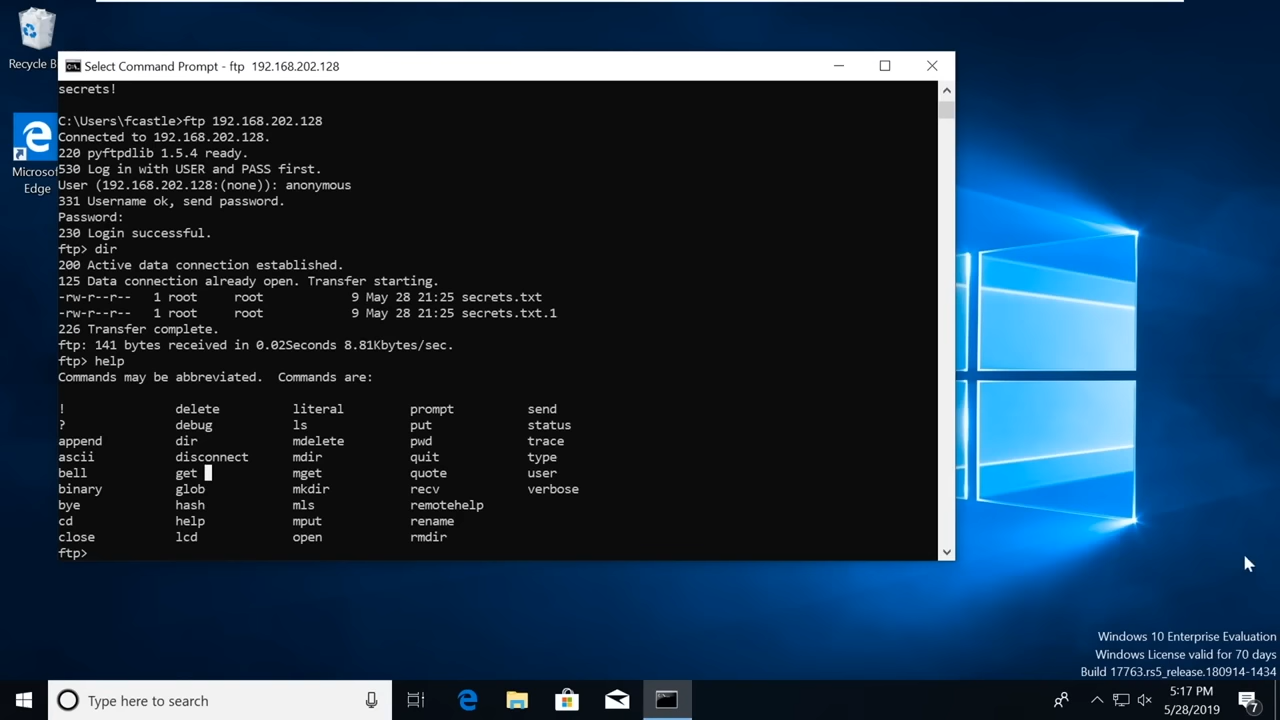 Recycle B
Microsof
Edge
Select Command Prompt - ftp  192.168.202.128
secrets!
C:\Users\fcastle>ftp 192.168.202.128
Connected to 192.168.202.128.
220 pyftpdlib 1.5.4 ready.
530 Log in with USER and PASS first.
User (192.168.202.128:(none)): anonymous
331 Username ok, send password.
Password:
230 Login successful.
ftp> dir
200 Active data connection established.
125 Data connection already open. Transfer starting.
-rw-r--r--   1 root     root            9 May 28 21:25 secrets.txt
-rw-r--r--   1 root     root            9 May 28 21:25 secrets.txt.1
226 Transfer complete.
ftp: 141 bytes received in 0.02Seconds 8.81Kbytes/sec.
ftp> help
Commands may be abbreviated.  Commands are:
!               delete          literal         prompt          send
?               debug           ls              put             status
append          dir             mdelete         pwd             trace
ascii           disconnect      mdir            quit            type
bell            get             mget            quote           user
binary          glob            mkdir           recv            verbose
bye             hash            mls             remotehelp
cd              help            mput            rename
close           lcd             open            rmdir
ftp>
Windows 10 Enterprise Evaluation
Windows License valid for 70 days
Build 17763.rs5_release.180914-1434
Type here to search
5:17 PM
5/28/2019
7